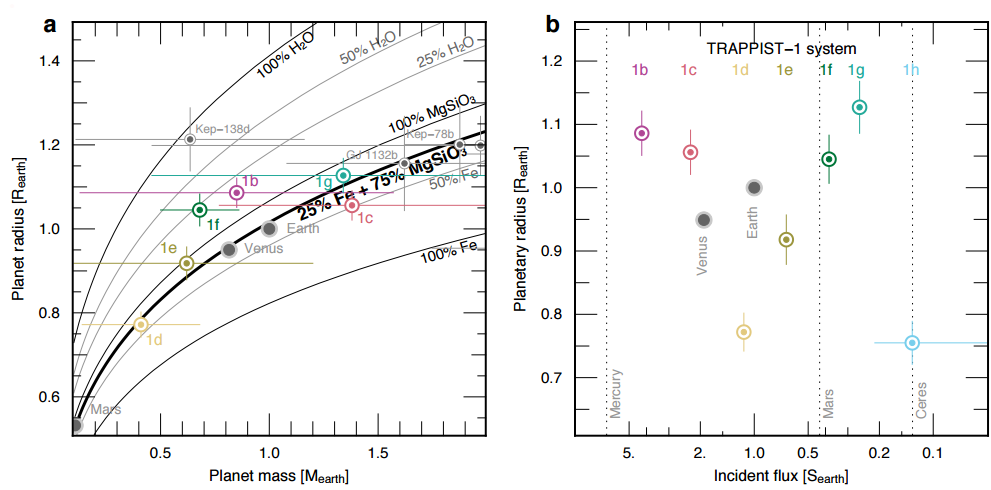 a
100% H₂O
50% H₂O
25% H₂O
100% MgSiO₃
Kep−138d
Kep−78b
GJ 1132b
25% Fe + 75% MgSiO₃
50% Fe
100% Fe
1b
1g
1f
1c
1e
1d
Earth
Venus
Mars
1.4
1.2
1.0
0.8
0.6
0.5
1.0
1.5
Planet radius [Rearth]
Planet mass [Mearth]
b
TRAPPIST−1 system
1b 1c 1d 1e 1f 1g 1h
Venus
Earth
Mercury
Mars
Ceres
1.2
1.1
1.0
0.9
0.8
0.7
5. 2. 1.0 0.5 0.2 0.1
Planetary radius [Rearth]
Incident flux [Searth]